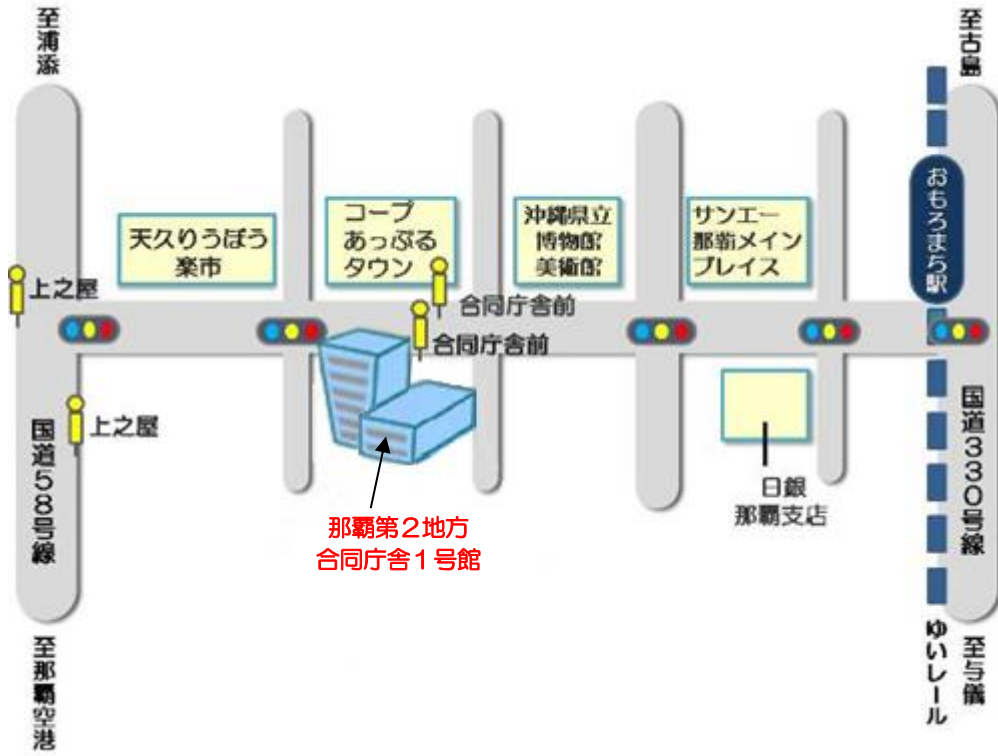 至浦添
至古島
おもろまち駅
天久りうぼう
楽市
コープ
あっぷる
タウン
沖縄県立
博物館
美術館
サンエー
那覇メイン
プレイス
上之屋
合同庁舎前
合同庁舎前
上之屋
国道58号線
国道330号線
日銀
那覇支店
那覇第2地方
合同庁舎1号館
至那覇空港
ゆいレール
至与儀